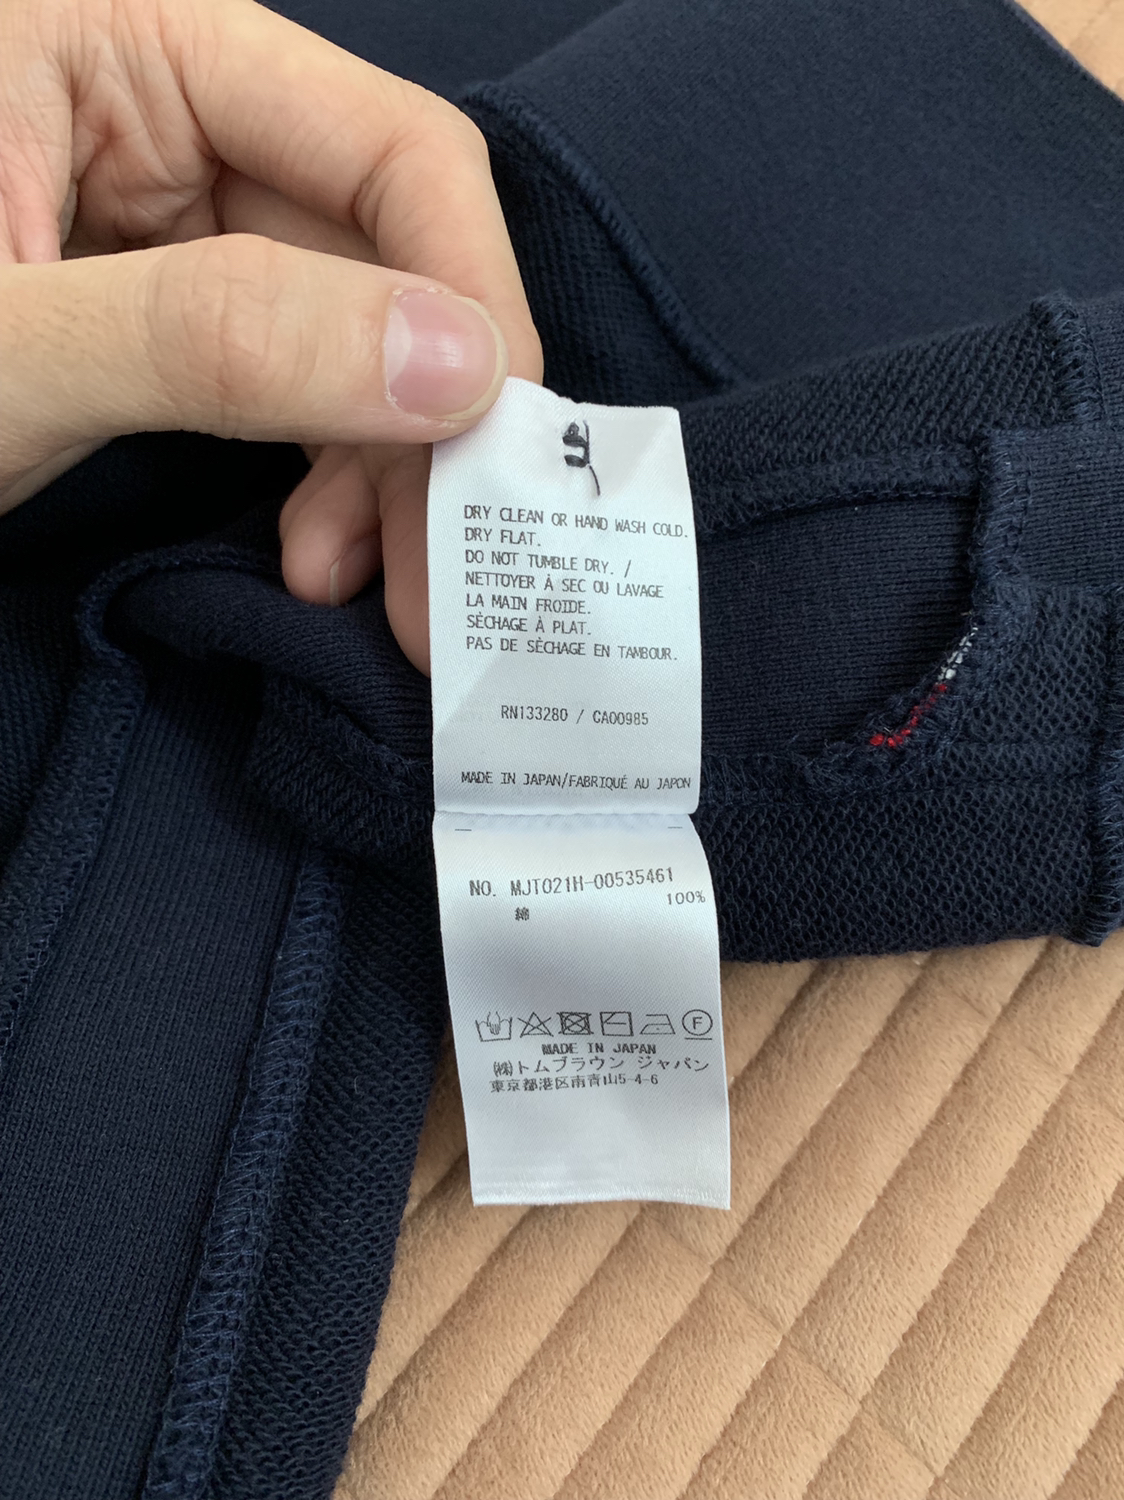 DRY CLEAN OR HAND WASH COLD.
DRY FLAT.
DO NOT TUMBLE DRY. /
NETTOYER À SEC OU LAVAGE
LA MAIN FROIDE.
SÈCHAGE À PLAT.
PAS DE SÈCHAGE EN TAMBOUR.
RN133280 / CA00985
MADE IN JAPAN/FABRIQUÉ AU JAPON
NO. MJT021H-00535461
綿 100%
F
MADE IN JAPAN
㈱トムブラウン ジャパン
東京都港区南青山5-4-6